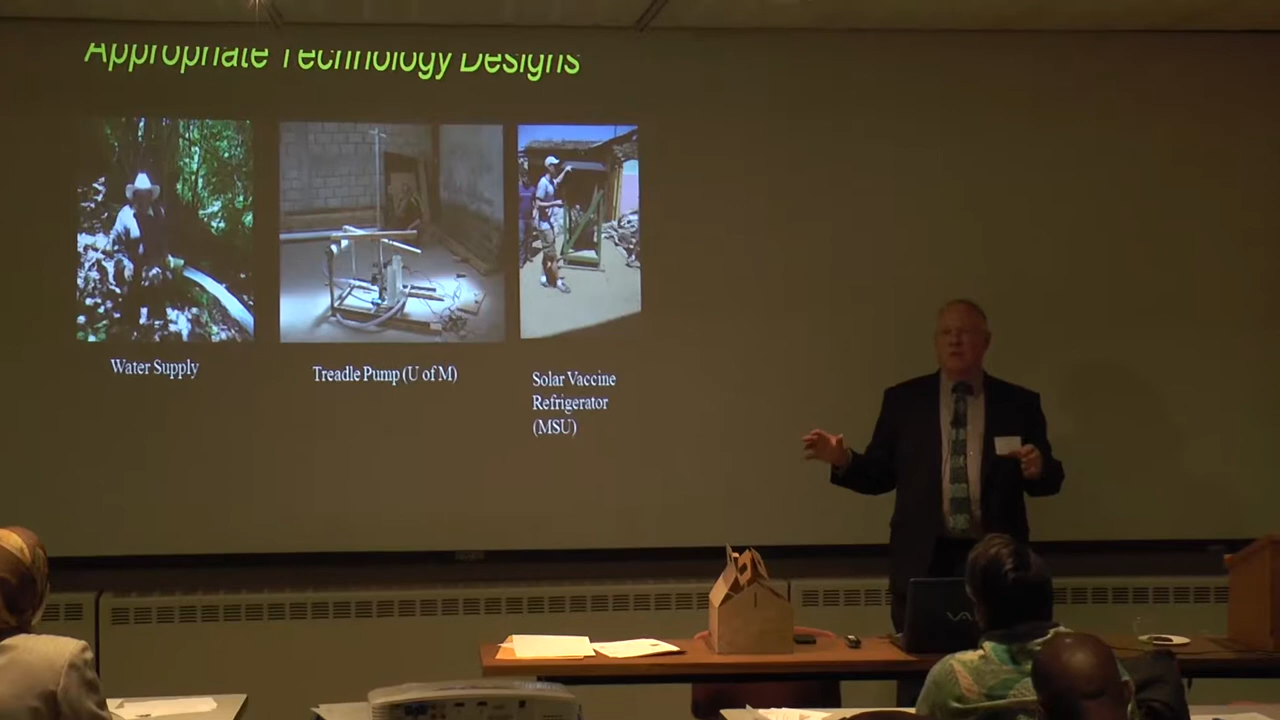 Appropriate Technology Designs
Water Supply
Treadle Pump (U of M)
Solar Vaccine
Refrigerator
(MSU)